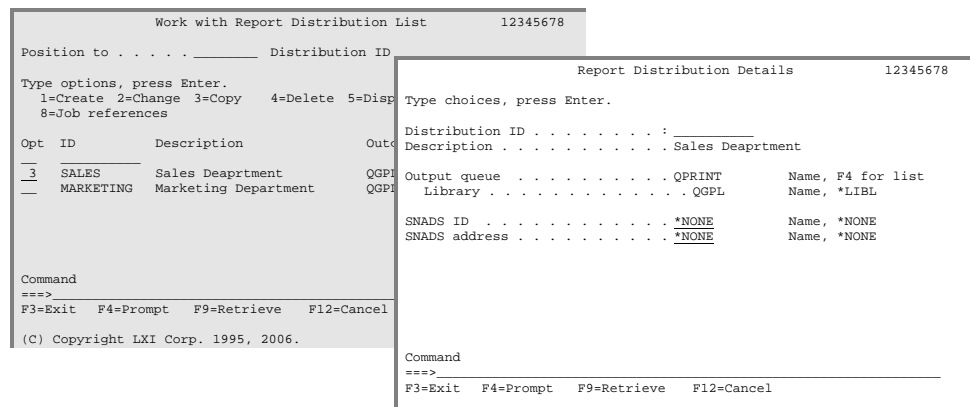 Work with Report Distribution List 12345678
Position to . . . . . ________ Distribution ID
Type options, press Enter.
1=Create 2=Change 3=Copy 4=Delete 5=Disp
8=Job references
Opt ID Description Outq
__ __________
_3 SALES Sales Deaprtment QGPL
__ MARKETING Marketing Department QGPL
Command
===>
F3=Exit F4=Prompt F9=Retrieve F12=Cancel
(C) Copyright LXI Corp. 1995, 2006.
Report Distribution Details 12345678
Type choices, press Enter.
Distribution ID . . . . . . . . : __________
Description . . . . . . . . . . . Sales Deaprtment
Output queue . . . . . . . . . . QPRINT Name, F4 for list
Library . . . . . . . . . . . . . QGPL Name, *LIBL
SNADS ID . . . . . . . . . . . . *NONE Name, *NONE
SNADS address . . . . . . . . . . *NONE Name, *NONE
Command
===>
F3=Exit F4=Prompt F9=Retrieve F12=Cancel